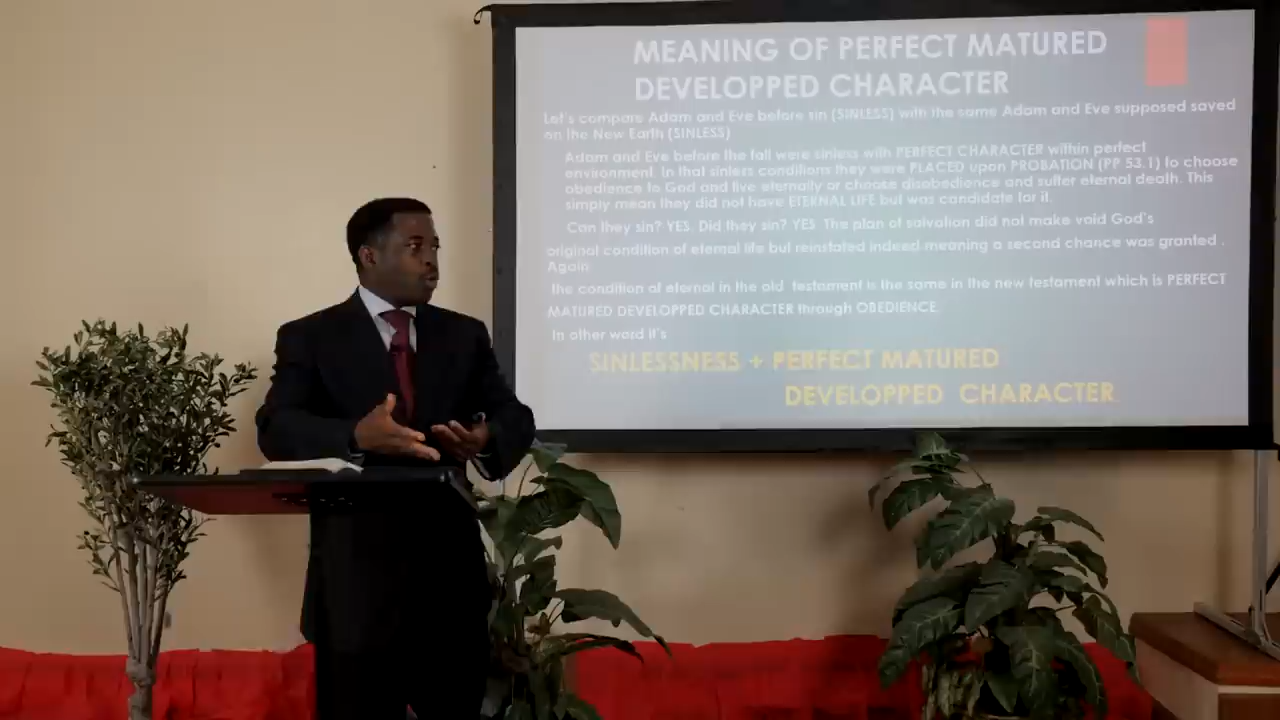 MEANING OF PERFECT MATURED
DEVELOPPED CHARACTER
Let's compare Adam and Eve before sin (SINLESS) with the same Adam and Eve supposed saved
on the New Earth (SINLESS)
Adam and Eve before the fall were sinless with PERFECT CHARACTER within perfect
environment. In that sinless conditions they were PLACED upon PROBATION (PP 53.1) to choose
obedience to God and live eternally or choose disobedience and suffer eternal death. This
simply mean they did not have ETERNAL LIFE but was candidate for it.
Can they sin? YES. Did they sin? YES. The plan of salvation did not make void God's
original condition of eternal life but reinstated indeed meaning a second chance was granted .
Again
the condition of eternal in the old testament is the same in the new testament which is PERFECT
MATURED DEVELOPPED CHARACTER through OBEDIENCE.
In other word it's
SINLESSNESS + PERFECT MATURED
DEVELOPPED CHARACTER.